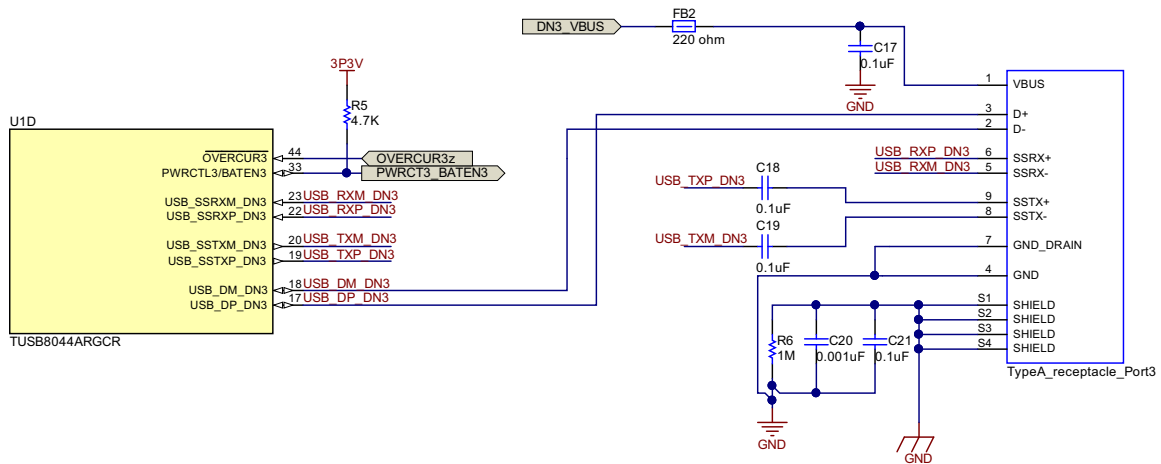 DN3_VBUS
FB2
220 ohm
C17
0.1uF
GND
3P3V
R5
4.7K
U1D
OVERCUR3
44
OVERCUR3z
PWRCTL3/BATEN3
33
PWRCT3_BATEN3
USB_SSRXM_DN3
23
USB_RXM_DN3
USB_SSRXP_DN3
22
USB_RXP_DN3
USB_SSTXM_DN3
20
USB_TXM_DN3
USB_SSTXP_DN3
19
USB_TXP_DN3
USB_DM_DN3
18
USB_DM_DN3
USB_DP_DN3
17
USB_DP_DN3
TUSB8044ARGCR
1
VBUS
3
D+
2
D-
USB_RXP_DN3
6
SSRX+
USB_RXM_DN3
5
SSRX-
USB_TXP_DN3
C18
0.1uF
9
SSTX+
USB_TXM_DN3
C19
0.1uF
8
SSTX-
7
GND_DRAIN
4
GND
S1
SHIELD
S2
SHIELD
S3
SHIELD
S4
SHIELD
R6
1M
C20
0.001uF
C21
0.1uF
GND
GND
TypeA_receptacle_Port3